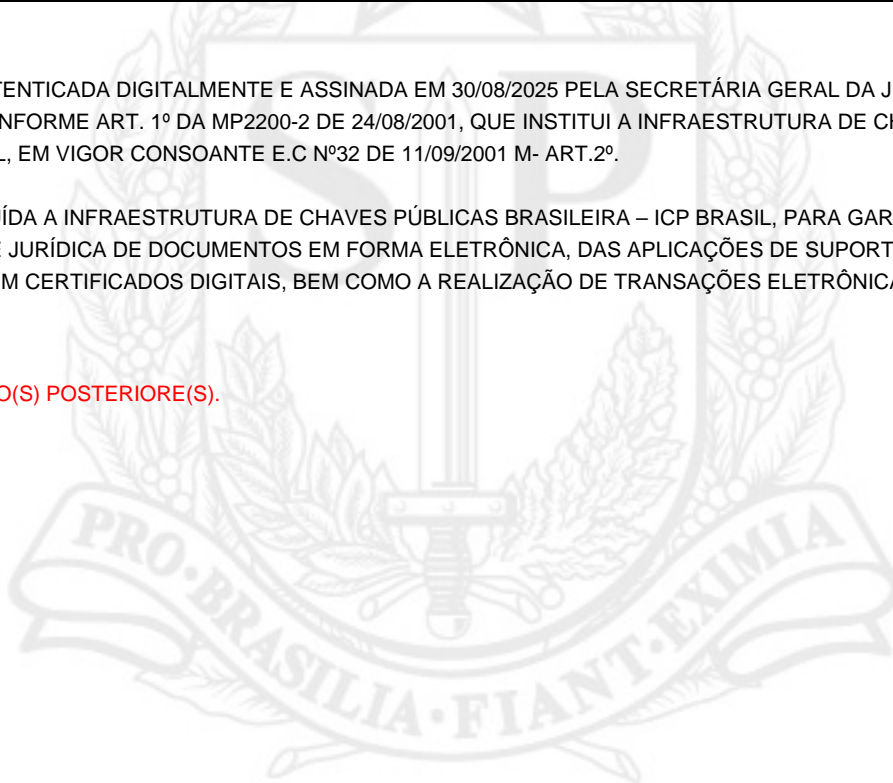 TENTICADA DIGITALMENTE E ASSINADA EM 30/08/2025 PELA SECRETÁRIA GERAL DA J
NFORME ART. 1º DA MP2200-2 DE 24/08/2001, QUE INSTITUI A INFRAESTRUTURA DE CH
L, EM VIGOR CONSOANTE E.C Nº32 DE 11/09/2001 M- ART.2º.
ÍDA A INFRAESTRUTURA DE CHAVES PÚBLICAS BRASILEIRA – ICP BRASIL, PARA GAR
E JURÍDICA DE DOCUMENTOS EM FORMA ELETRÔNICA, DAS APLICAÇÕES DE SUPORT
M CERTIFICADOS DIGITAIS, BEM COMO A REALIZAÇÃO DE TRANSAÇÕES ELETRÔNICA
O(S) POSTERIORE(S).
SP
PRO·BRASILIA·FIANT·EXIMIA